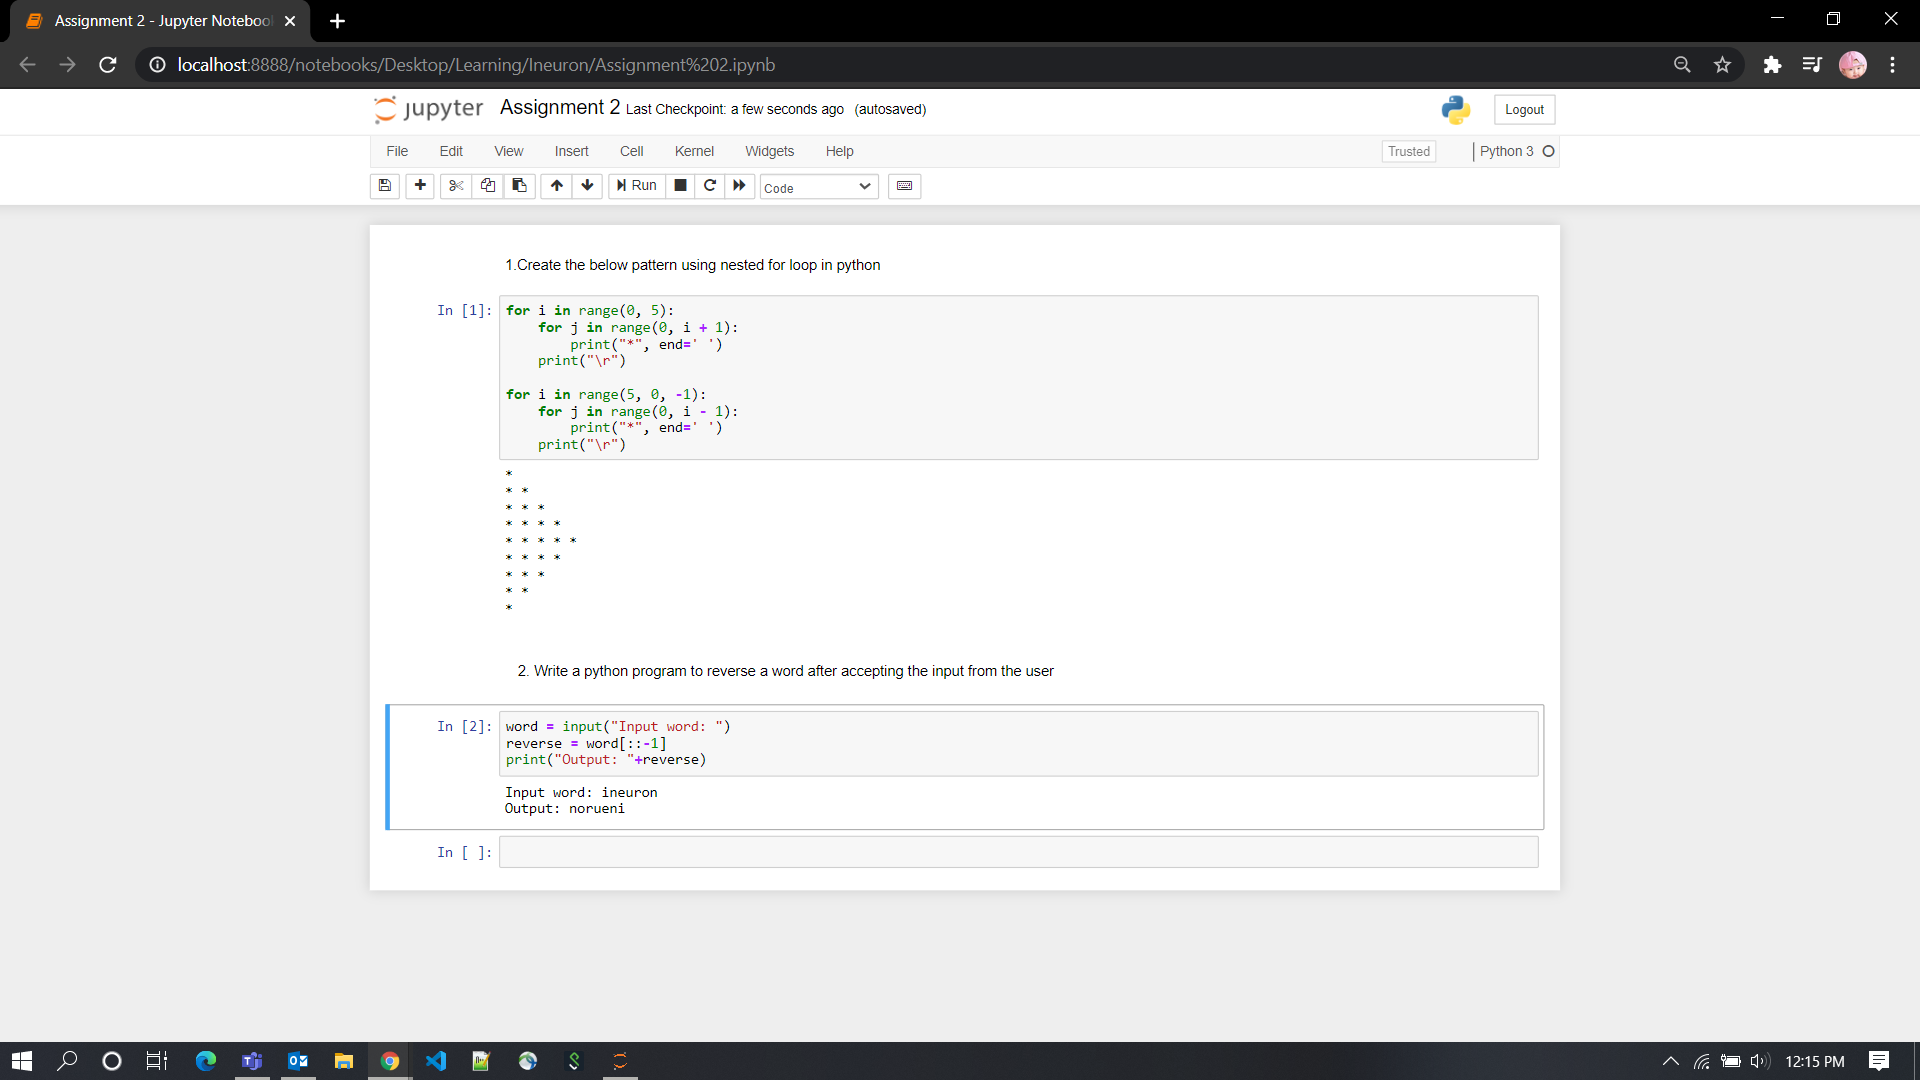 Assignment 2 - Jupyter Noteboo
localhost:8888/notebooks/Desktop/Learning/Ineuron/Assignment%202.ipynb
jupyter Assignment 2 Last Checkpoint: a few seconds ago (autosaved)
Logout
File Edit View Insert Cell Kernel Widgets Help
Trusted
Python 3
Run
Code
1.Create the below pattern using nested for loop in python
In [1]: for i in range(0, 5):
    for j in range(0, i + 1):
        print("*", end=' ')
    print("\r")
for i in range(5, 0, -1):
    for j in range(0, i - 1):
        print("*", end=' ')
    print("\r")
*
* *
* * *
* * * *
* * * * *
* * * *
* * *
* *
*
2. Write a python program to reverse a word after accepting the input from the user
In [2]: word = input("Input word: ")
reverse = word[::-1]
print("Output: "+reverse)
Input word: ineuron
Output: norueni
In [ ]:
12:15 PM